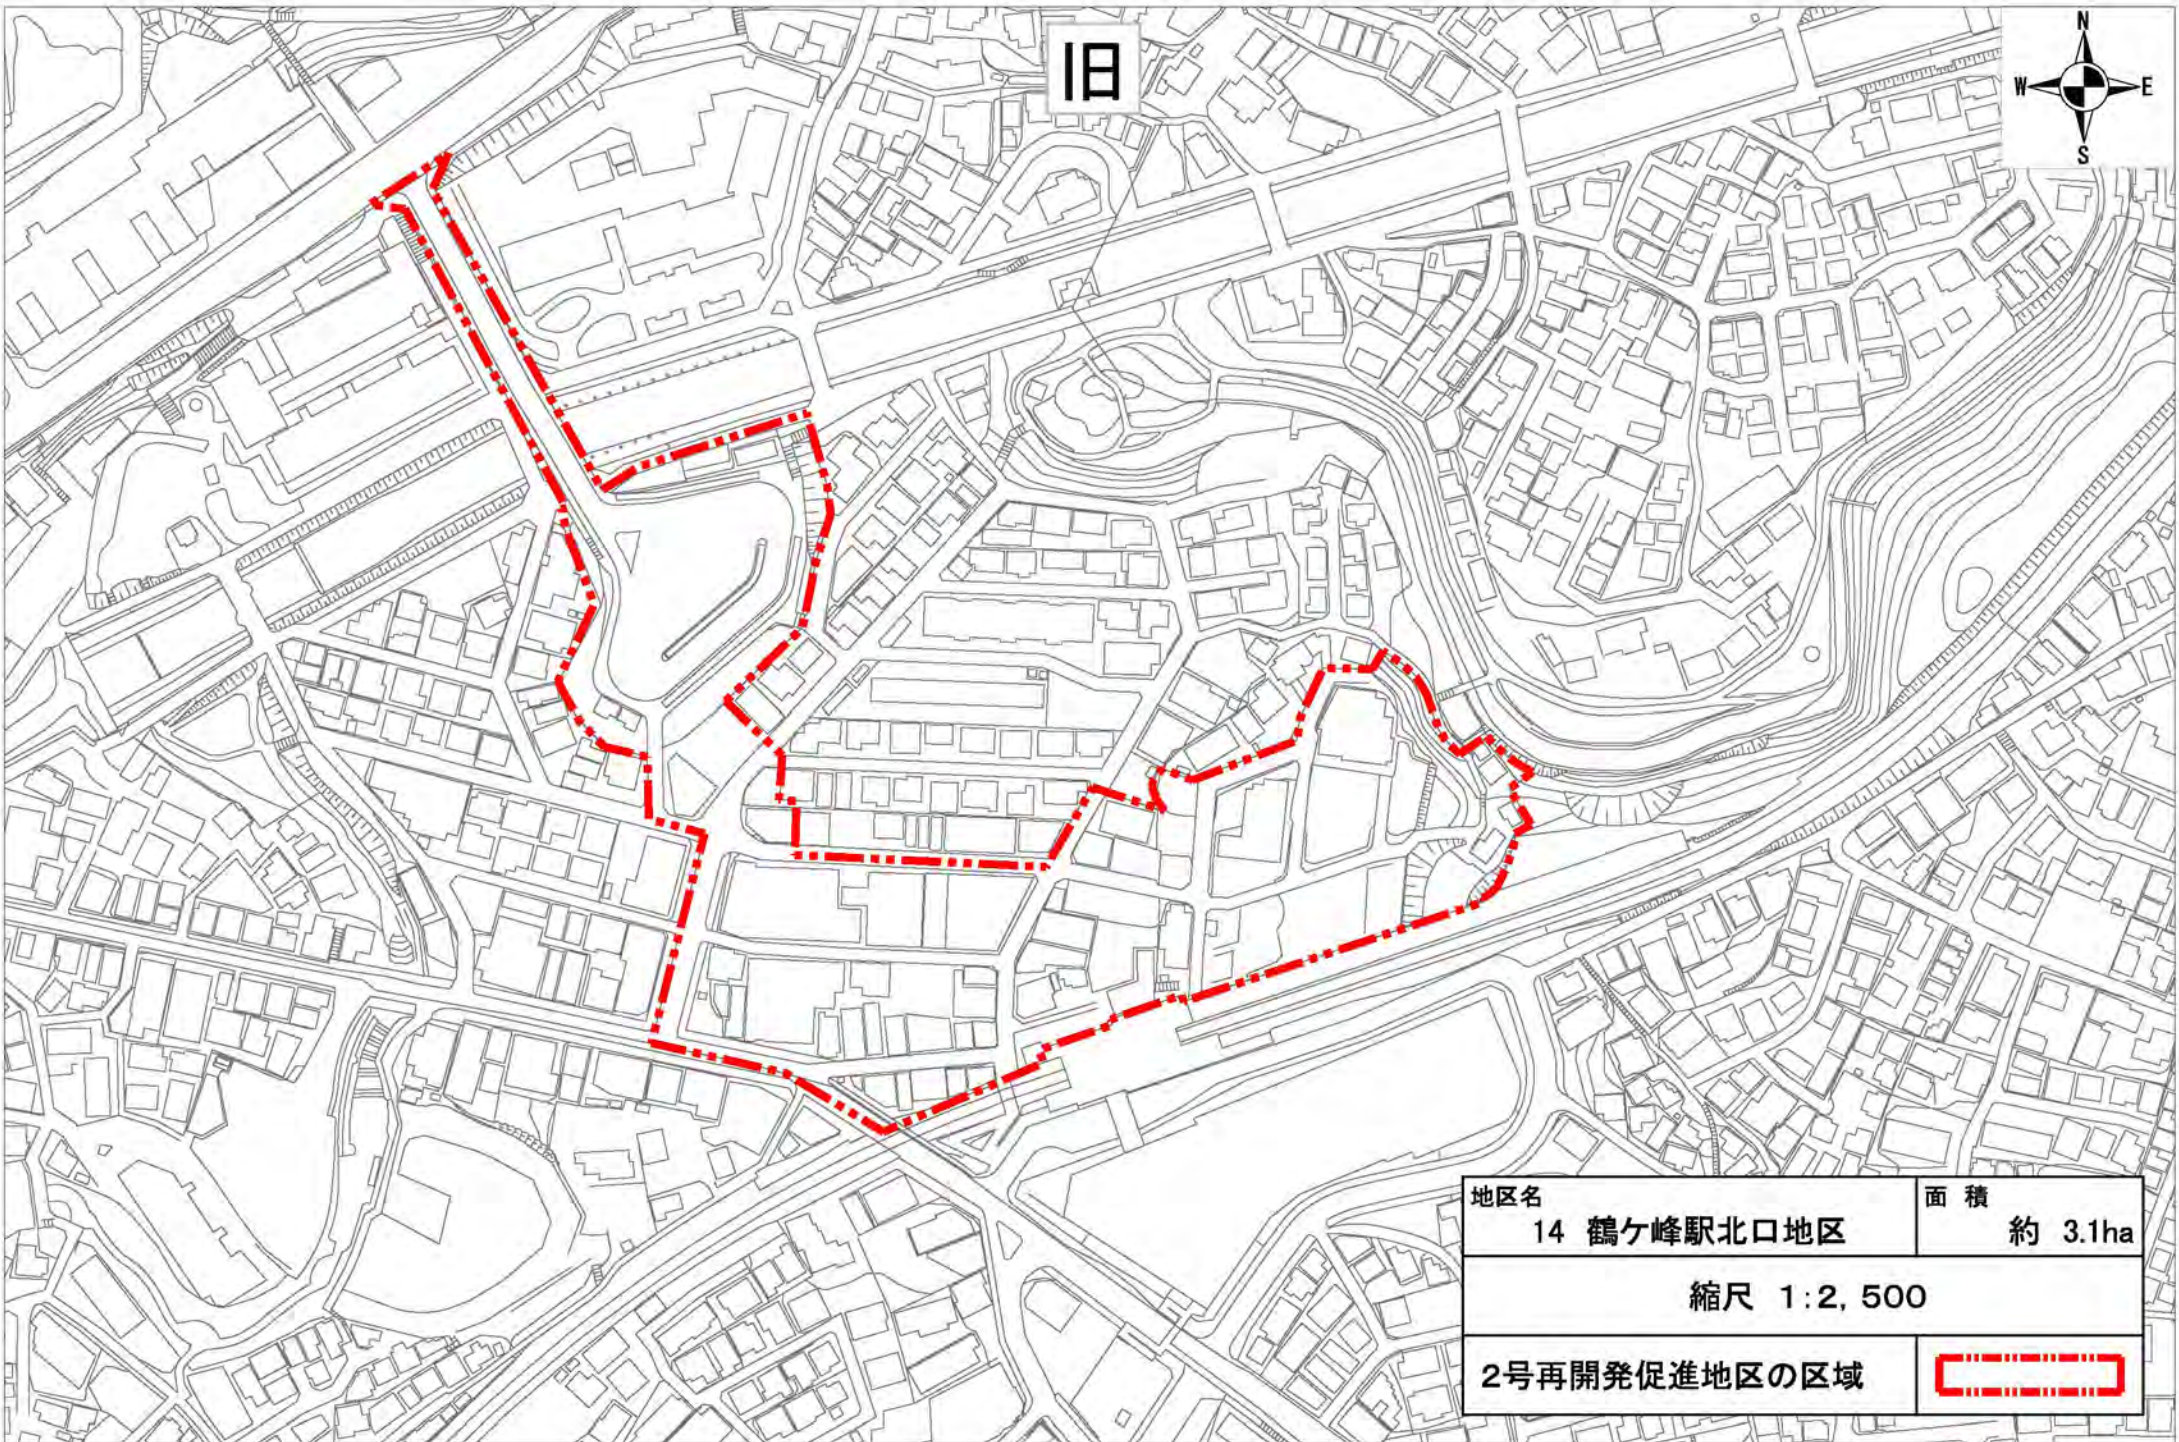 旧
N
W E
S
地区名
14 鶴ケ峰駅北口地区
面 積
約 3.1ha
縮尺 1:2,500
2号再開発促進地区の区域